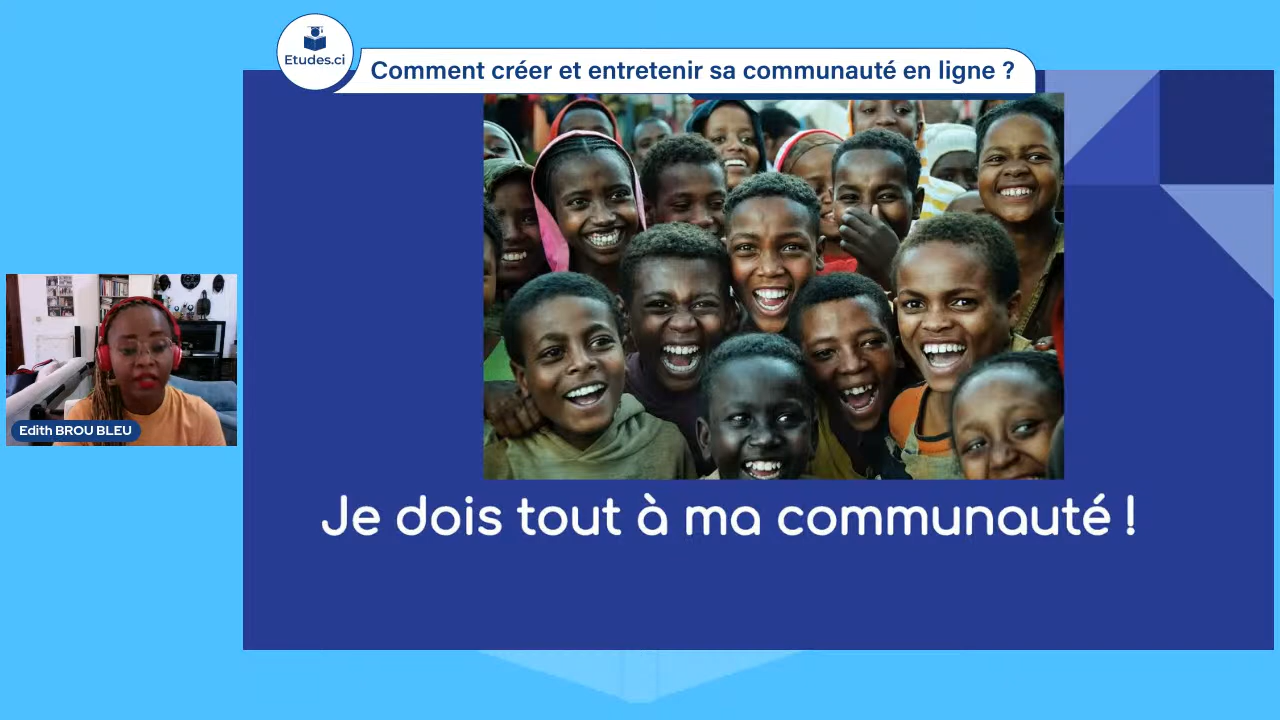 Etudes.ci
Comment créer et entretenir sa communauté en ligne ?
Edith BROU BLEU
Je dois tout à ma communauté !